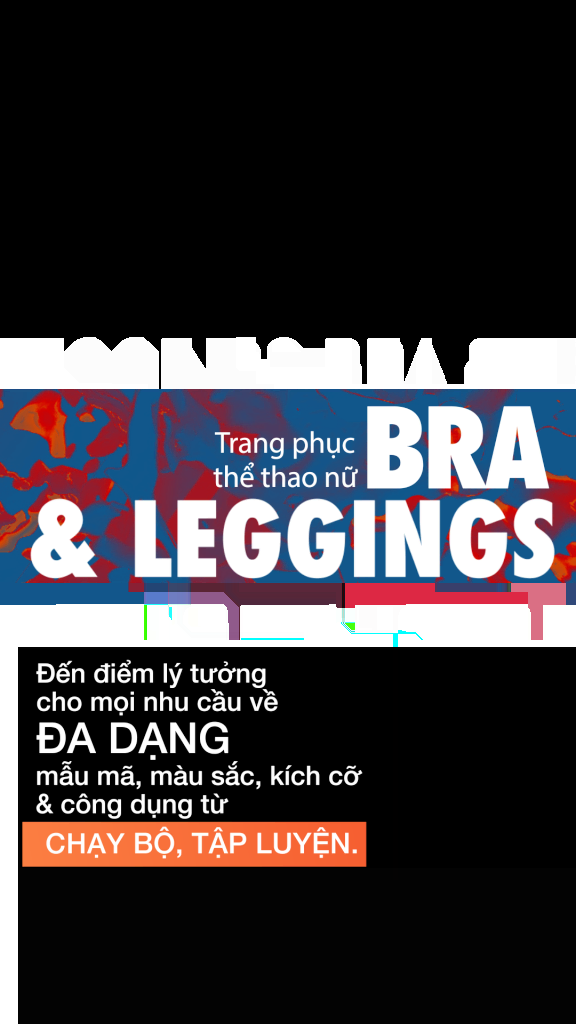 Trang phục
thể thao nữ
BRA
& LEGGINGS
Đến điểm lý tưởng
cho mọi nhu cầu về
ĐA DẠNG
mẫu mã, màu sắc, kích cỡ
& công dụng từ
CHẠY BỘ, TẬP LUYỆN.